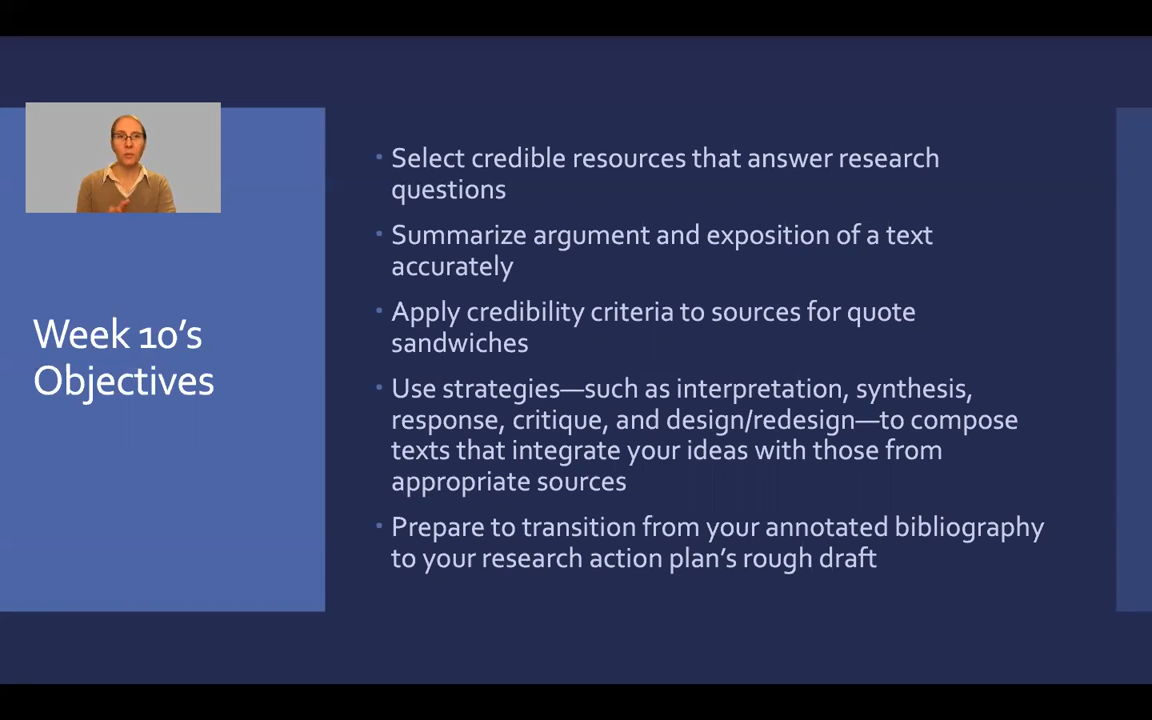 Week 10's
Objectives
• Select credible resources that answer research
questions
• Summarize argument and exposition of a text
accurately
• Apply credibility criteria to sources for quote
sandwiches
• Use strategies—such as interpretation, synthesis,
response, critique, and design/redesign—to compose
texts that integrate your ideas with those from
appropriate sources
• Prepare to transition from your annotated bibliography
to your research action plan's rough draft